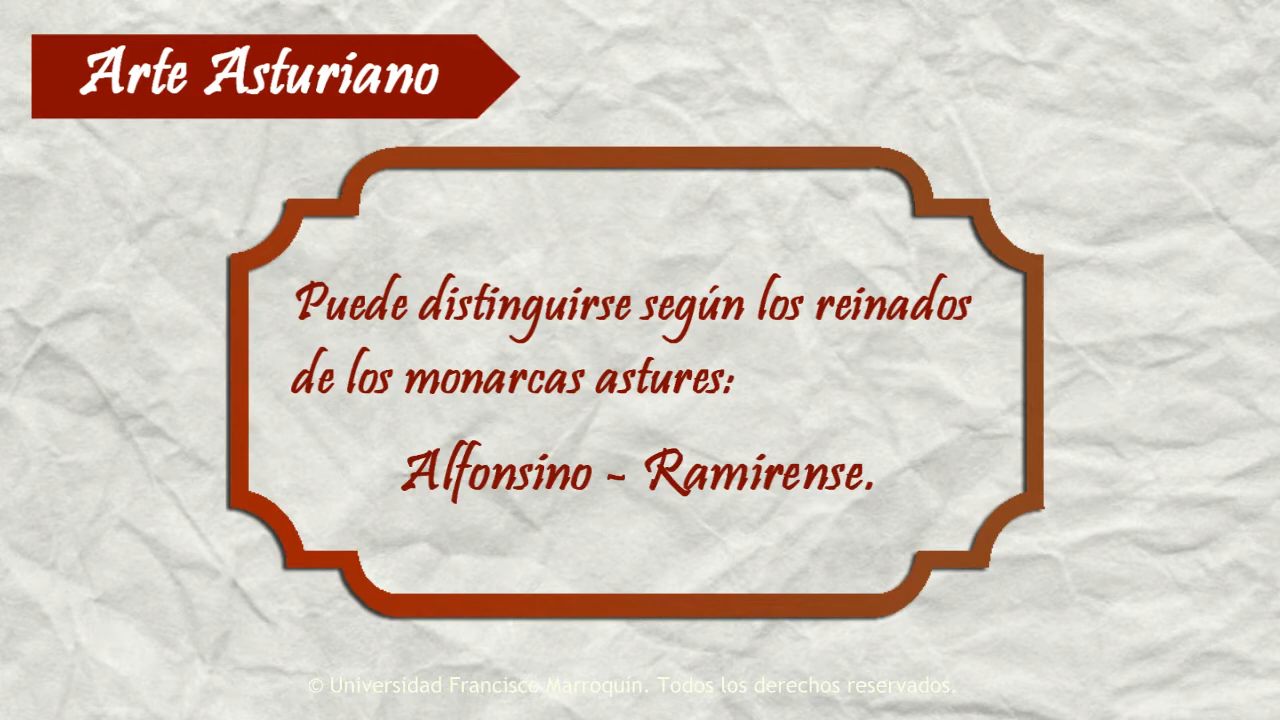 Arte Asturiano
Puede distinguirse según los reinados
de los monarcas astures:
Alfonsino - Ramirense.
© Universidad Francisco Marroquín. Todos los derechos reservados.